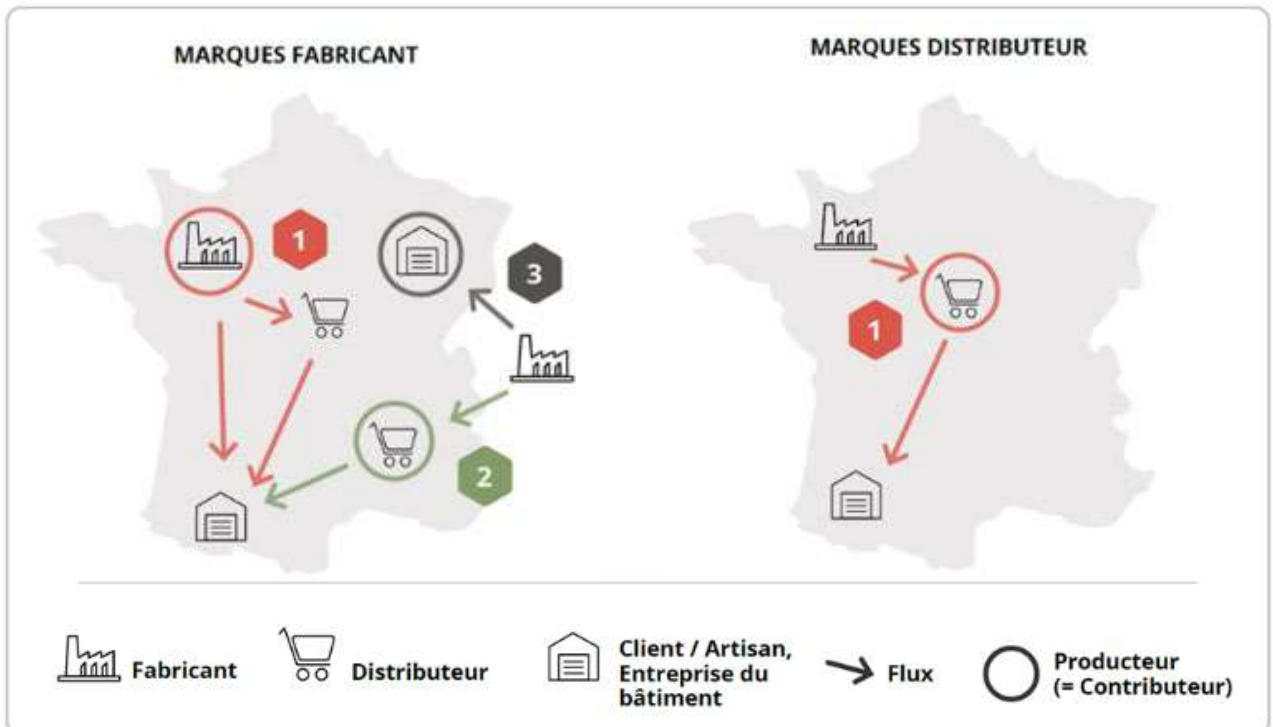 MARQUES FABRICANT
MARQUES DISTRIBUTEUR
1
3
2
1
Fabricant
Distributeur
Client / Artisan,
Entreprise du
bâtiment
Flux
Producteur
(= Contributeur)